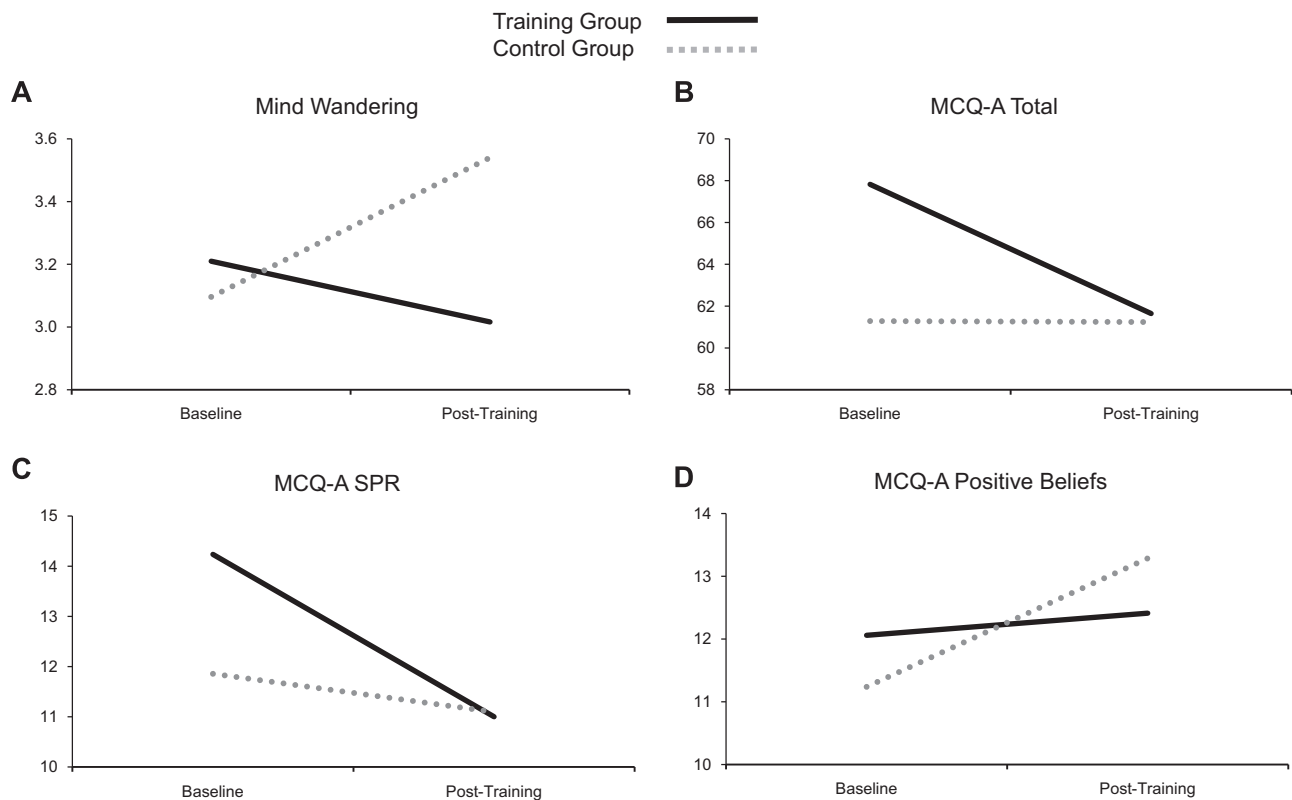 Training Group
Control Group
A
Mind Wandering
3.6
3.4
3.2
3.0
2.8
Baseline Post-Training
B
MCQ-A Total
70
68
66
64
62
60
58
Baseline Post-Training
C
MCQ-A SPR
15
14
13
12
11
10
Baseline Post-Training
D
MCQ-A Positive Beliefs
14
13
12
11
10
Baseline Post-Training